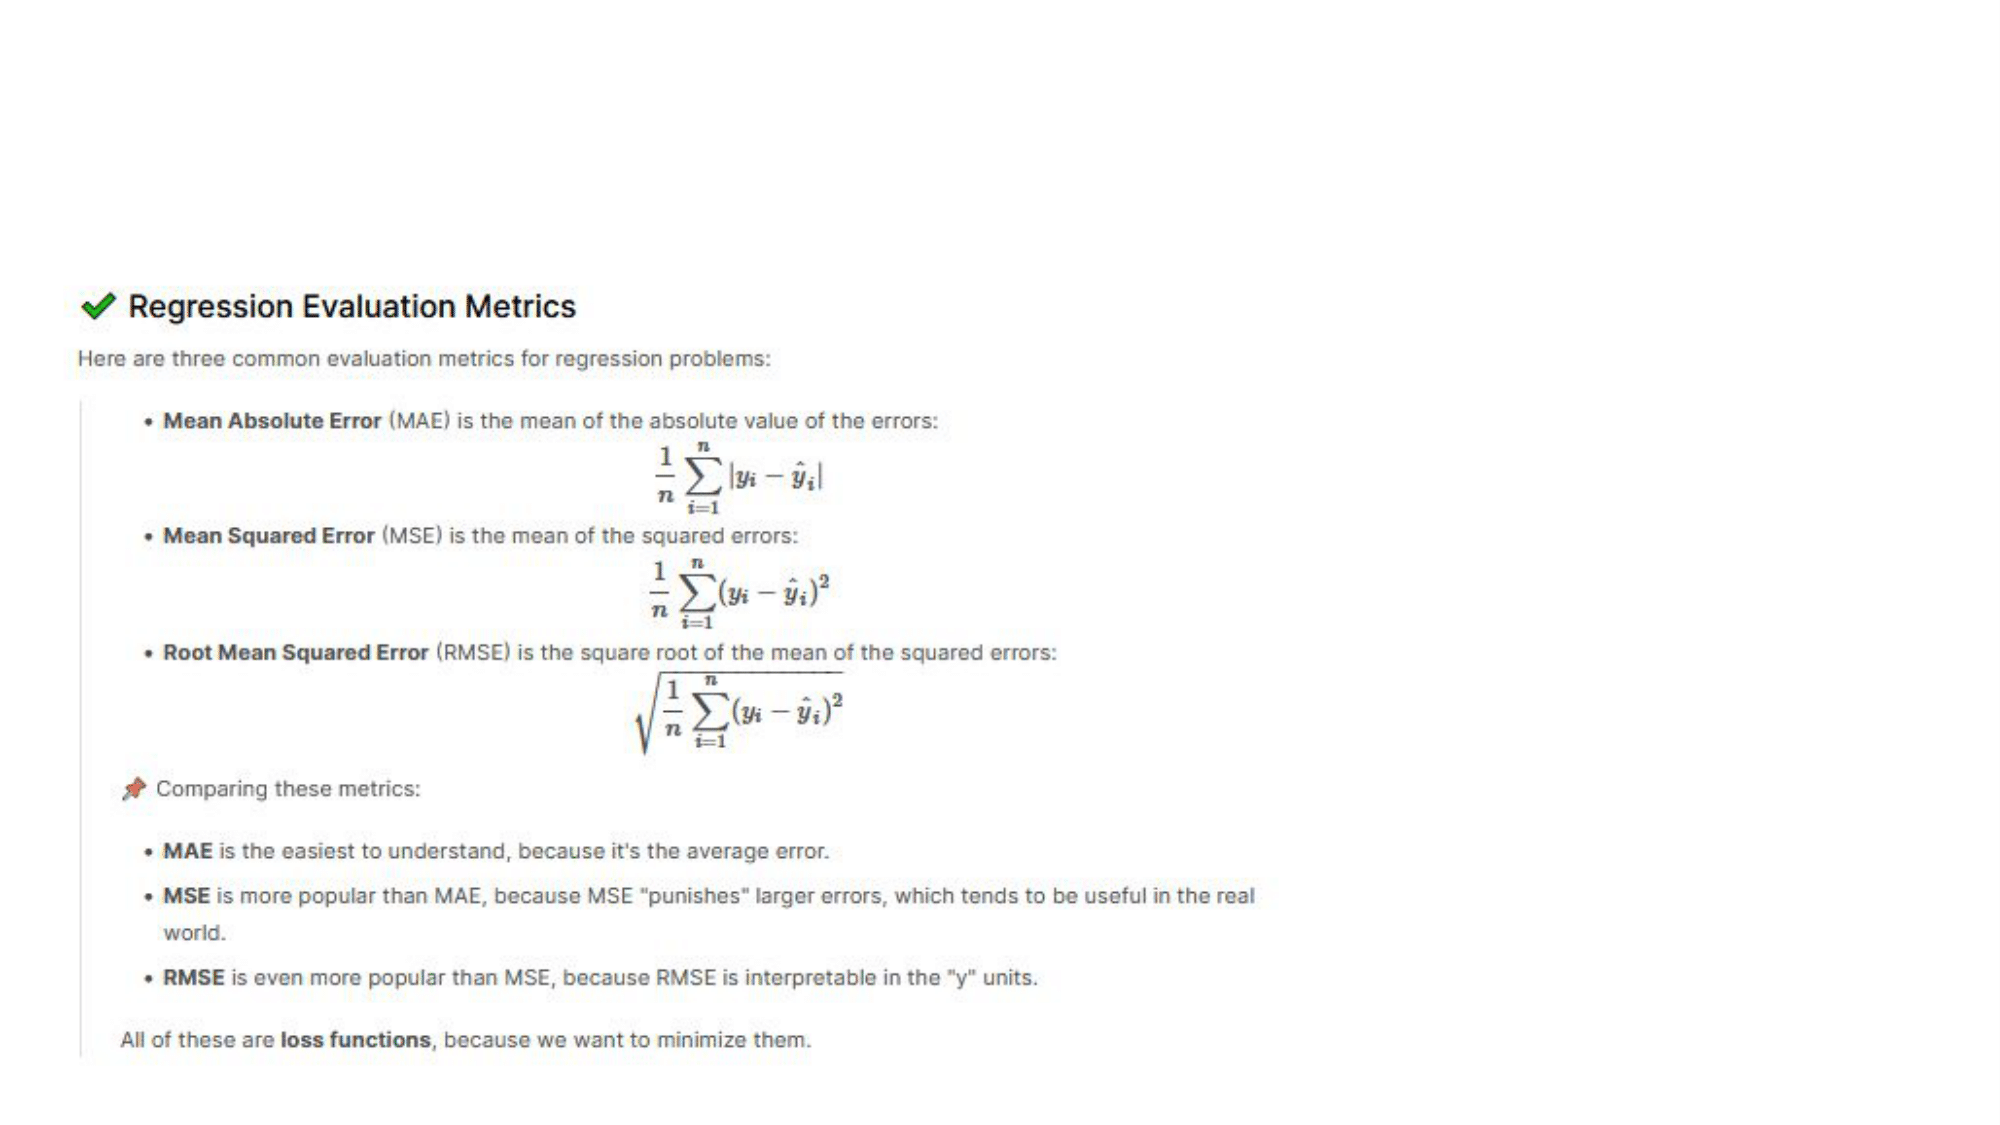 ✔ Regression Evaluation Metrics
Here are three common evaluation metrics for regression problems:
• Mean Absolute Error (MAE) is the mean of the absolute value of the errors:
$\frac{1}{n}\sum_{i=1}^{n}|y_i - \hat{y}_i|$
• Mean Squared Error (MSE) is the mean of the squared errors:
$\frac{1}{n}\sum_{i=1}^{n}(y_i - \hat{y}_i)^2$
• Root Mean Squared Error (RMSE) is the square root of the mean of the squared errors:
$\sqrt{\frac{1}{n}\sum_{i=1}^{n}(y_i - \hat{y}_i)^2}$
📌 Comparing these metrics:
• MAE is the easiest to understand, because it's the average error.
• MSE is more popular than MAE, because MSE "punishes" larger errors, which tends to be useful in the real
world.
• RMSE is even more popular than MSE, because RMSE is interpretable in the "y" units.
All of these are loss functions, because we want to minimize them.